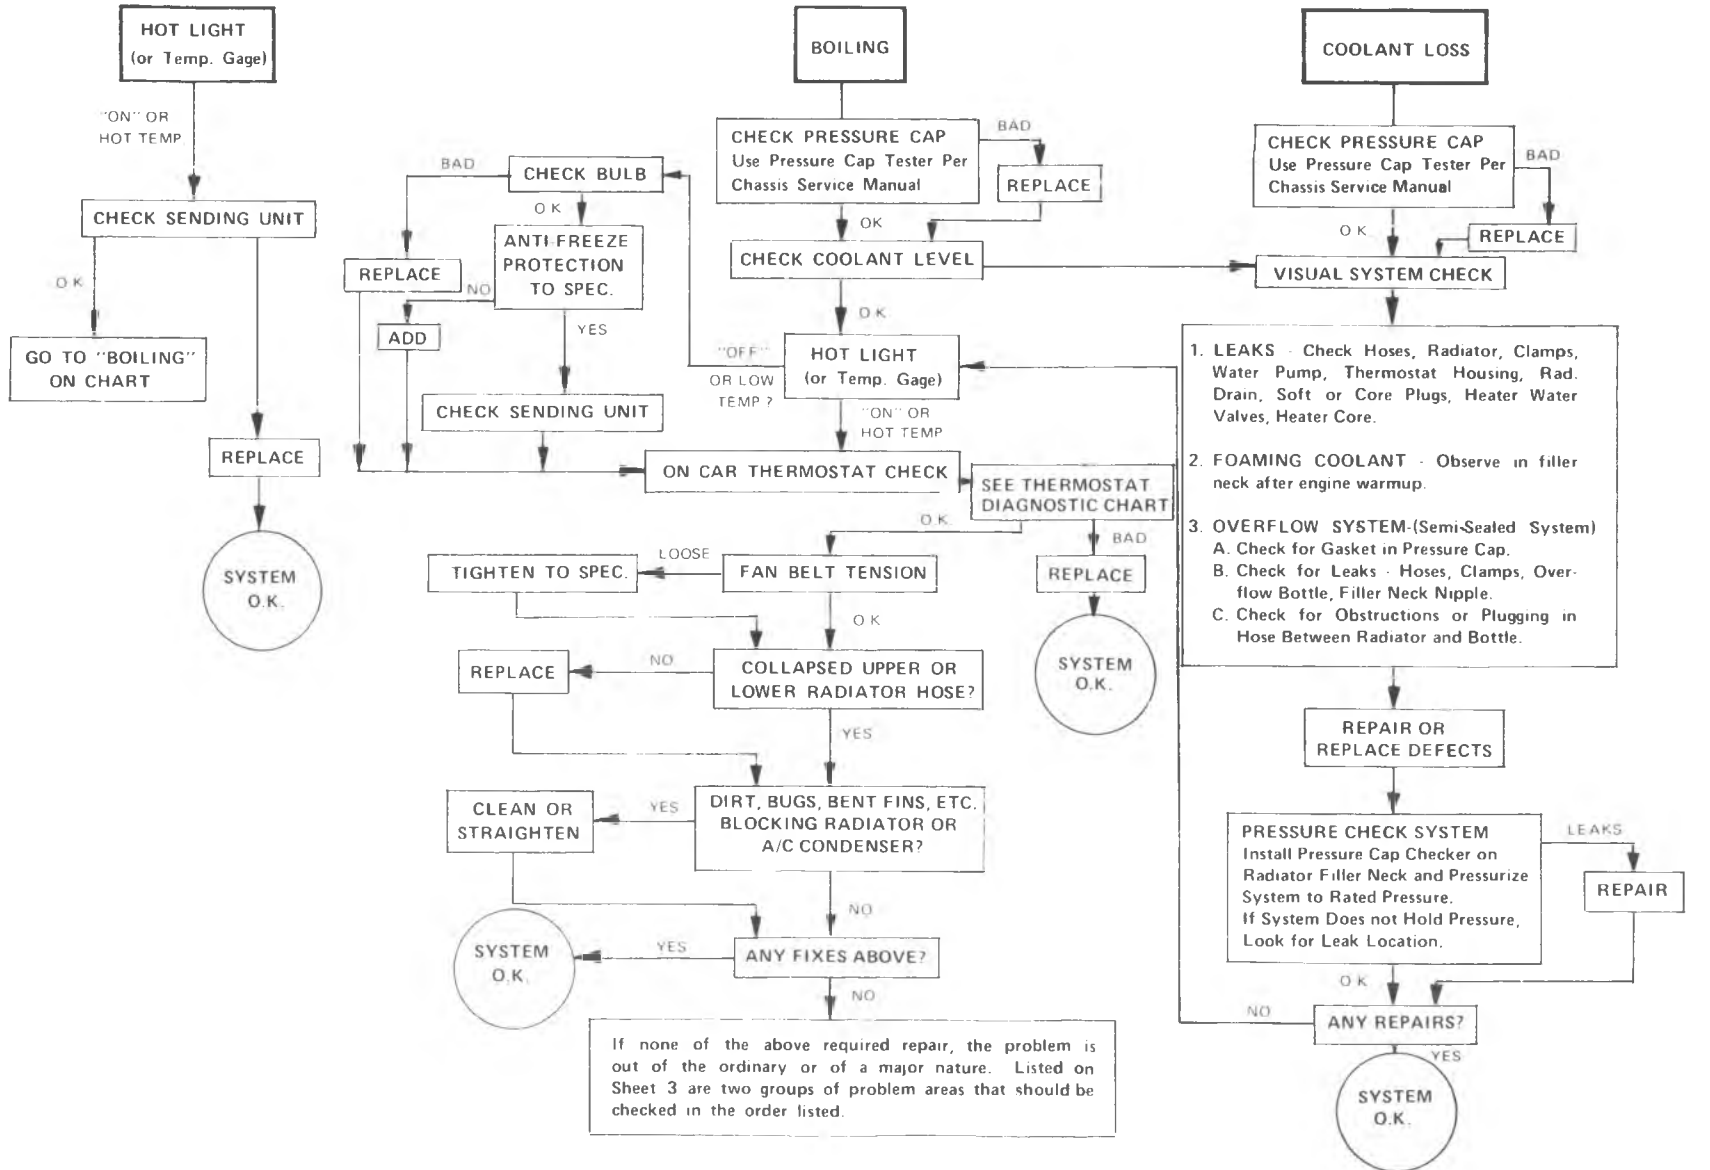 HOT LIGHT
(or Temp. Gage)
"ON" OR
HOT TEMP.
CHECK SENDING UNIT
O K
GO TO "BOILING"
ON CHART
REPLACE
SYSTEM
O.K.
BOILING
CHECK PRESSURE CAP
Use Pressure Cap Tester Per
Chassis Service Manual
BAD
REPLACE
OK
CHECK COOLANT LEVEL
O K
HOT LIGHT
(or Temp. Gage)
"OFF"
OR LOW
TEMP ?
"ON" OR
HOT TEMP
CHECK BULB
BAD
REPLACE
O K
ANTI-FREEZE
PROTECTION
TO SPEC.
NO
ADD
YES
CHECK SENDING UNIT
ON CAR THERMOSTAT CHECK
SEE THERMOSTAT
DIAGNOSTIC CHART
O.K.
BAD
REPLACE
SYSTEM
O.K.
FAN BELT TENSION
LOOSE
TIGHTEN TO SPEC.
O K
COLLAPSED UPPER OR
LOWER RADIATOR HOSE?
NO
REPLACE
YES
DIRT, BUGS, BENT FINS, ETC.
BLOCKING RADIATOR OR
A/C CONDENSER?
YES
CLEAN OR
STRAIGHTEN
NO
ANY FIXES ABOVE?
YES
SYSTEM
O.K.
NO
If none of the above required repair, the problem is
out of the ordinary or of a major nature. Listed on
Sheet 3 are two groups of problem areas that should be
checked in the order listed.
COOLANT LOSS
CHECK PRESSURE CAP
Use Pressure Cap Tester Per
Chassis Service Manual
BAD
REPLACE
O K
VISUAL SYSTEM CHECK
1. LEAKS - Check Hoses, Radiator, Clamps,
Water Pump, Thermostat Housing, Rad.
Drain, Soft or Core Plugs, Heater Water
Valves, Heater Core.
2. FOAMING COOLANT - Observe in filler
neck after engine warmup.
3. OVERFLOW SYSTEM-(Semi-Sealed System)
A. Check for Gasket in Pressure Cap.
B. Check for Leaks - Hoses, Clamps, Over-
flow Bottle, Filler Neck Nipple.
C. Check for Obstructions or Plugging in
Hose Between Radiator and Bottle.
REPAIR OR
REPLACE DEFECTS
PRESSURE CHECK SYSTEM
Install Pressure Cap Checker on
Radiator Filler Neck and Pressurize
System to Rated Pressure.
If System Does not Hold Pressure,
Look for Leak Location.
LEAKS
REPAIR
O K
ANY REPAIRS?
NO
YES
SYSTEM
O.K.